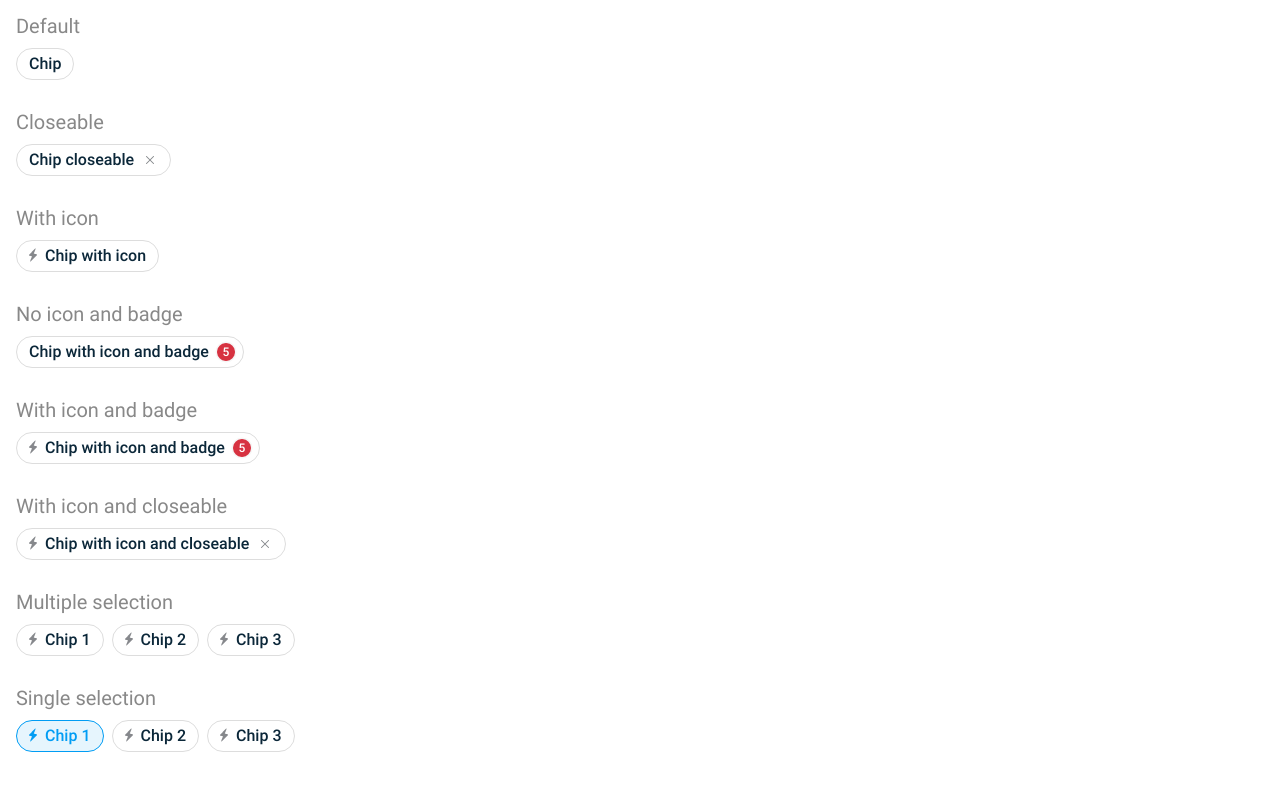 Default
Chip
Closeable
Chip closeable
With icon
Chip with icon
No icon and badge
Chip with icon and badge 5
With icon and badge
Chip with icon and badge 5
With icon and closeable
Chip with icon and closeable
Multiple selection
Chip 1 Chip 2 Chip 3
Single selection
Chip 1 Chip 2 Chip 3